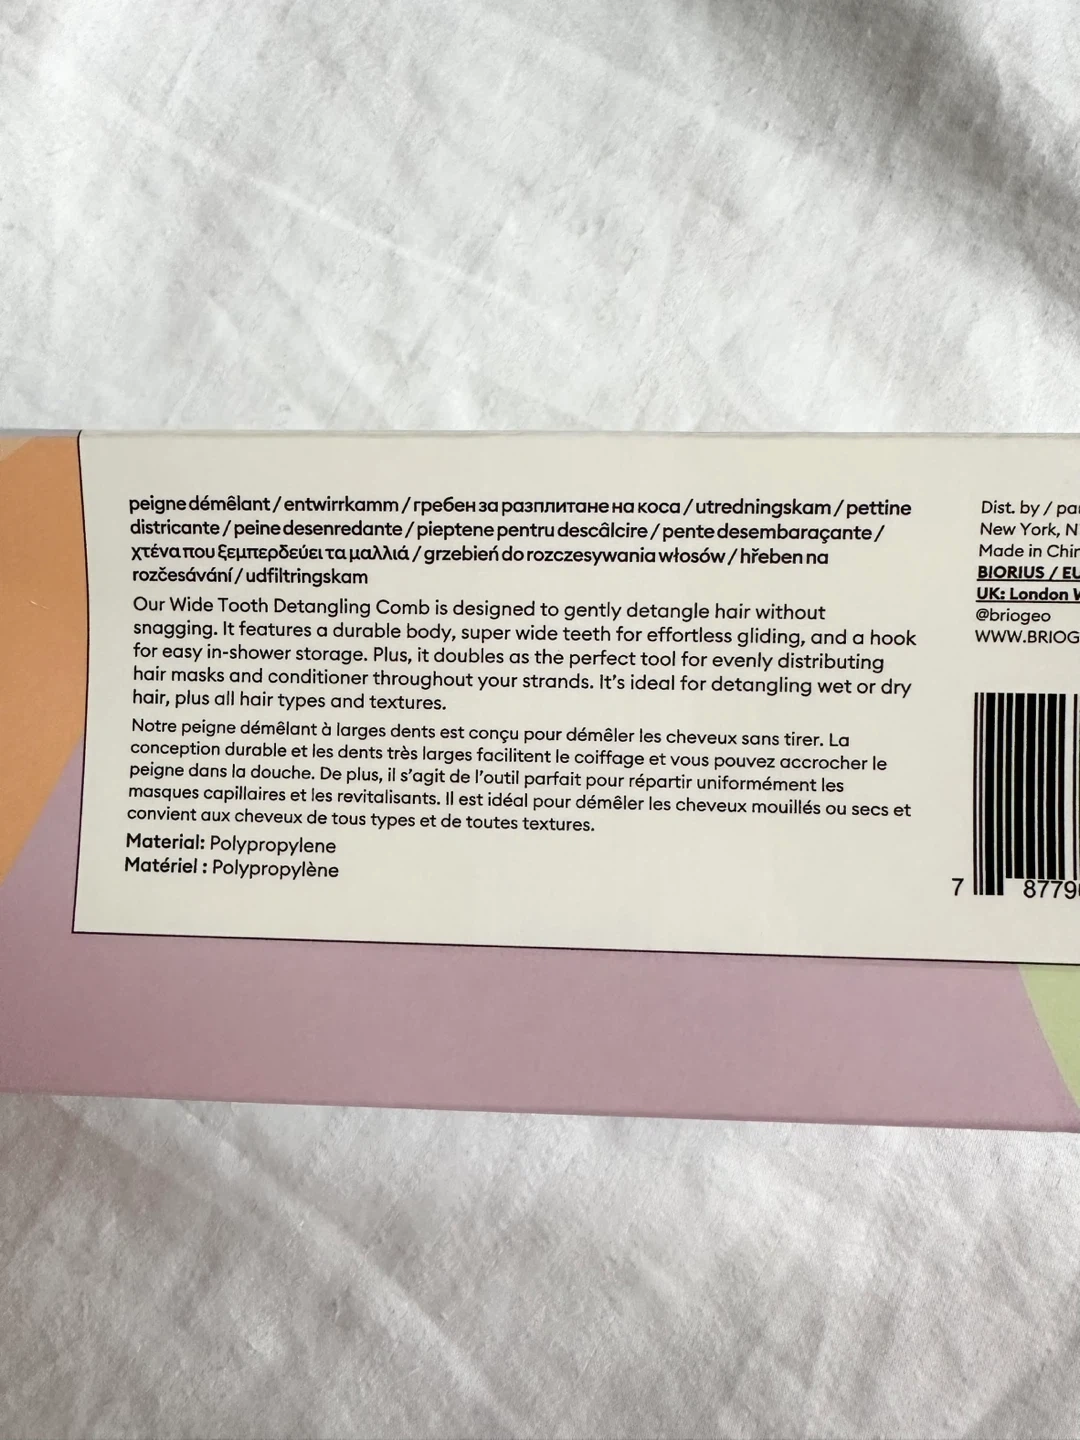 peigne démêlant / entwirrkamm / гребен за разплитане на коса / utredningskam / pettine
districante / peine desenredante / pieptene pentru descâlcire / pente desembaraçante /
χτένα που ξεμπερδεύει τα μαλλιά / grzebień do rozczesywania włosów / hřeben na
rozčesávání / udfiltringskam
Our Wide Tooth Detangling Comb is designed to gently detangle hair without
snagging. It features a durable body, super wide teeth for effortless gliding, and a hook
for easy in-shower storage. Plus, it doubles as the perfect tool for evenly distributing
hair masks and conditioner throughout your strands. It's ideal for detangling wet or dry
hair, plus all hair types and textures.
Notre peigne démêlant à larges dents est conçu pour démêler les cheveux sans tirer. La
conception durable et les dents très larges facilitent le coiffage et vous pouvez accrocher le
peigne dans la douche. De plus, il s'agit de l'outil parfait pour répartir uniformément les
masques capillaires et les revitalisants. Il est idéal pour démêler les cheveux mouillés ou secs et
convient aux cheveux de tous types et de toutes textures.
Material: Polypropylene
Matériel : Polypropylène
Dist. by / pa
New York, N
Made in Chin
BIORIUS / EU
UK: London W
@briogeo
WWW.BRIOG
7 8779